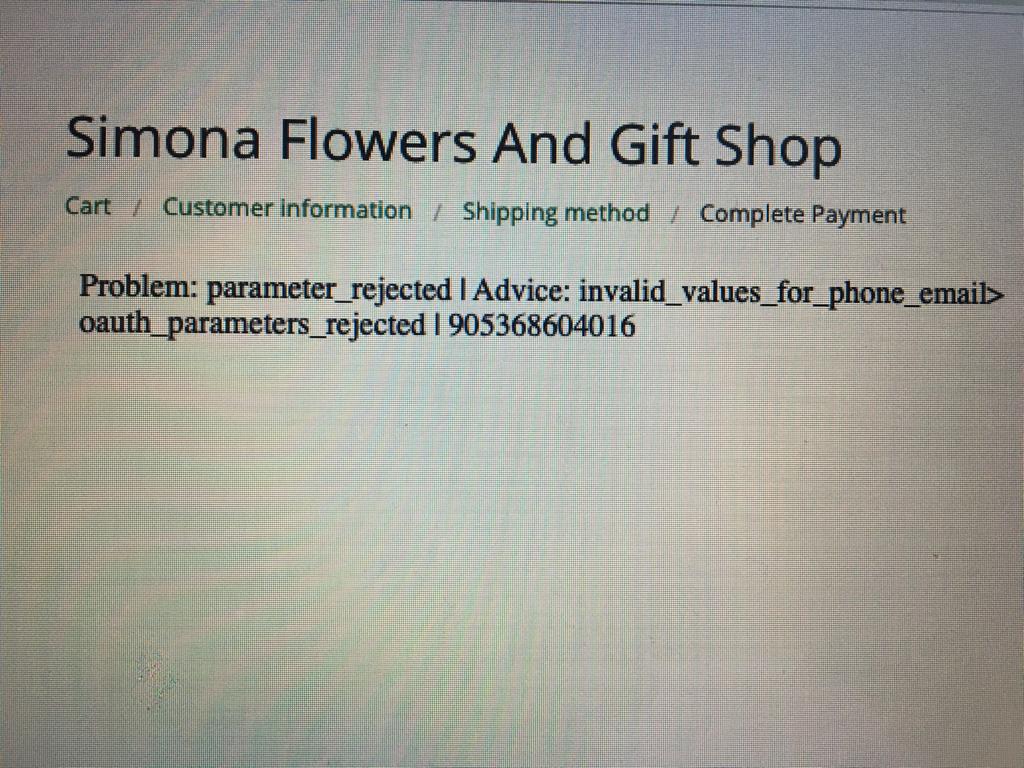 Simona Flowers And Gift Shop
Cart / Customer information / Shipping method / Complete Payment
Problem: parameter_rejected | Advice: invalid_values_for_phone_email>
oauth_parameters_rejected | 905368604016